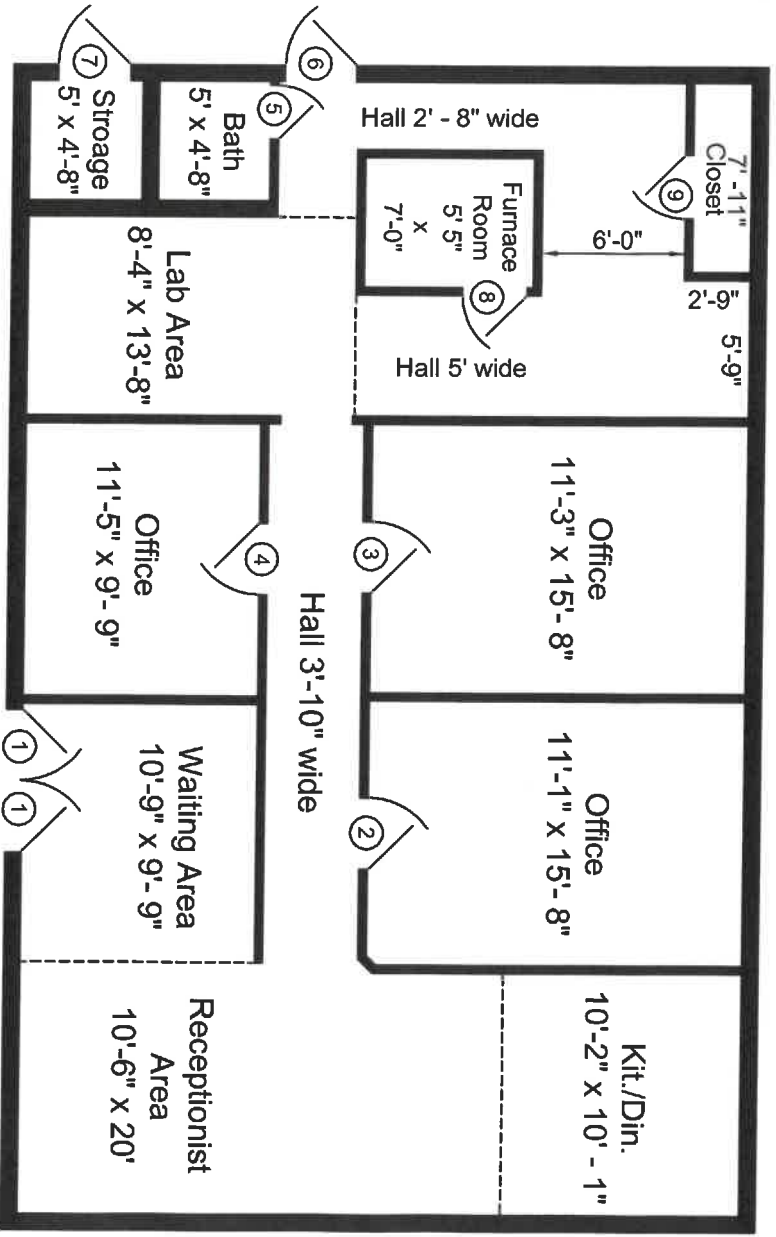 7
Stroage
5' x 4'-8"
Bath
5' x 4'-8"
5
6
Hall 2' - 8" wide
7' -11"
Closet
9
6'-0"
2'-9"
5'-9"
Furnace
Room
5' 5"
x
7'-0"
8
Hall 5' wide
Lab Area
8'-4" x 13'-8"
Office
11'-5" x 9'- 9"
4
3
Office
11'-3" x 15'- 8"
Hall 3'-10" wide
Office
11'-1" x 15'- 8"
2
Waiting Area
10'-9" x 9'- 9"
1
1
Receptionist
Area
10'-6" x 20'
Kit./Din.
10'-2" x 10' - 1"